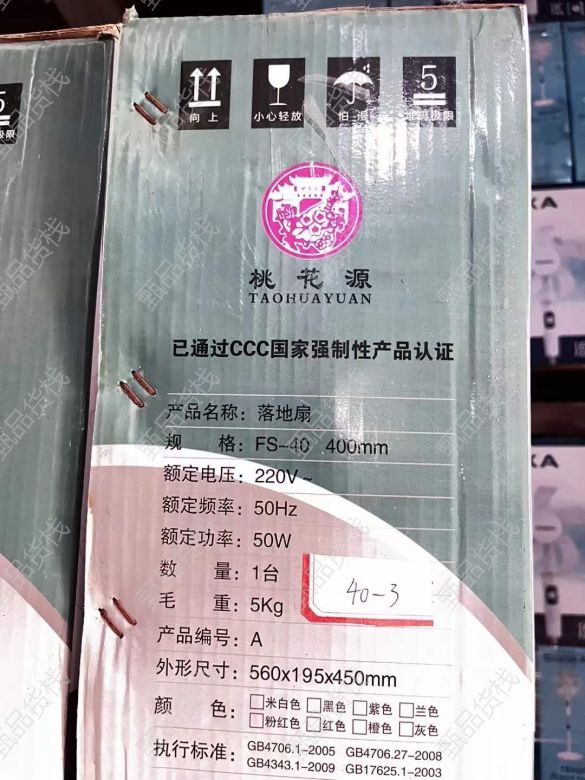 5
极限
向上
小心轻放
怕
5
堆码极限
桃花源
TAOHUAYUAN
已通过CCC国家强制性产品认证
产品名称：落地扇
规 格：FS-40 400mm
额定电压：220V~
额定频率：50Hz
额定功率：50W
数 量：1台
40-3
毛 重：5Kg
产品编号：A
外形尺寸：560x195x450mm
颜 色：□米白色 □黑色 □紫色 □兰色
□粉红色 □红色 □橙色 □灰色
执行标准：GB4706.1-2005 GB4706.27-2008
GB4343.1-2009 GB17625.1-2003
KA
KA
甄品货栈